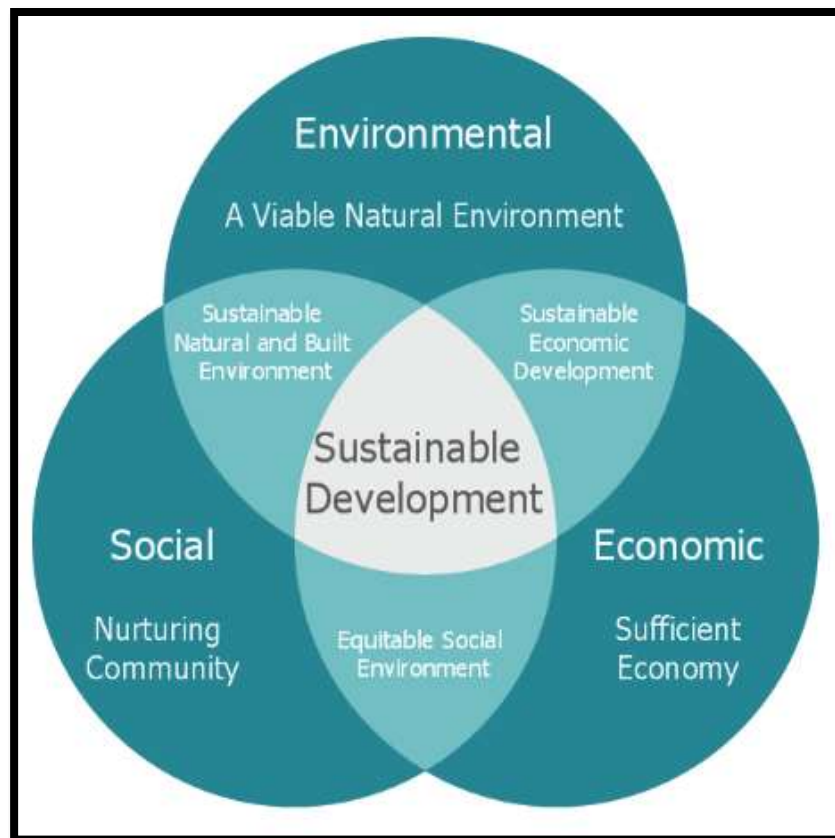 Environmental
A Viable Natural Environment
Sustainable
Natural and Built
Environment
Sustainable
Economic
Development
Sustainable
Development
Social
Nurturing
Community
Economic
Sufficient
Economy
Equitable Social
Environment